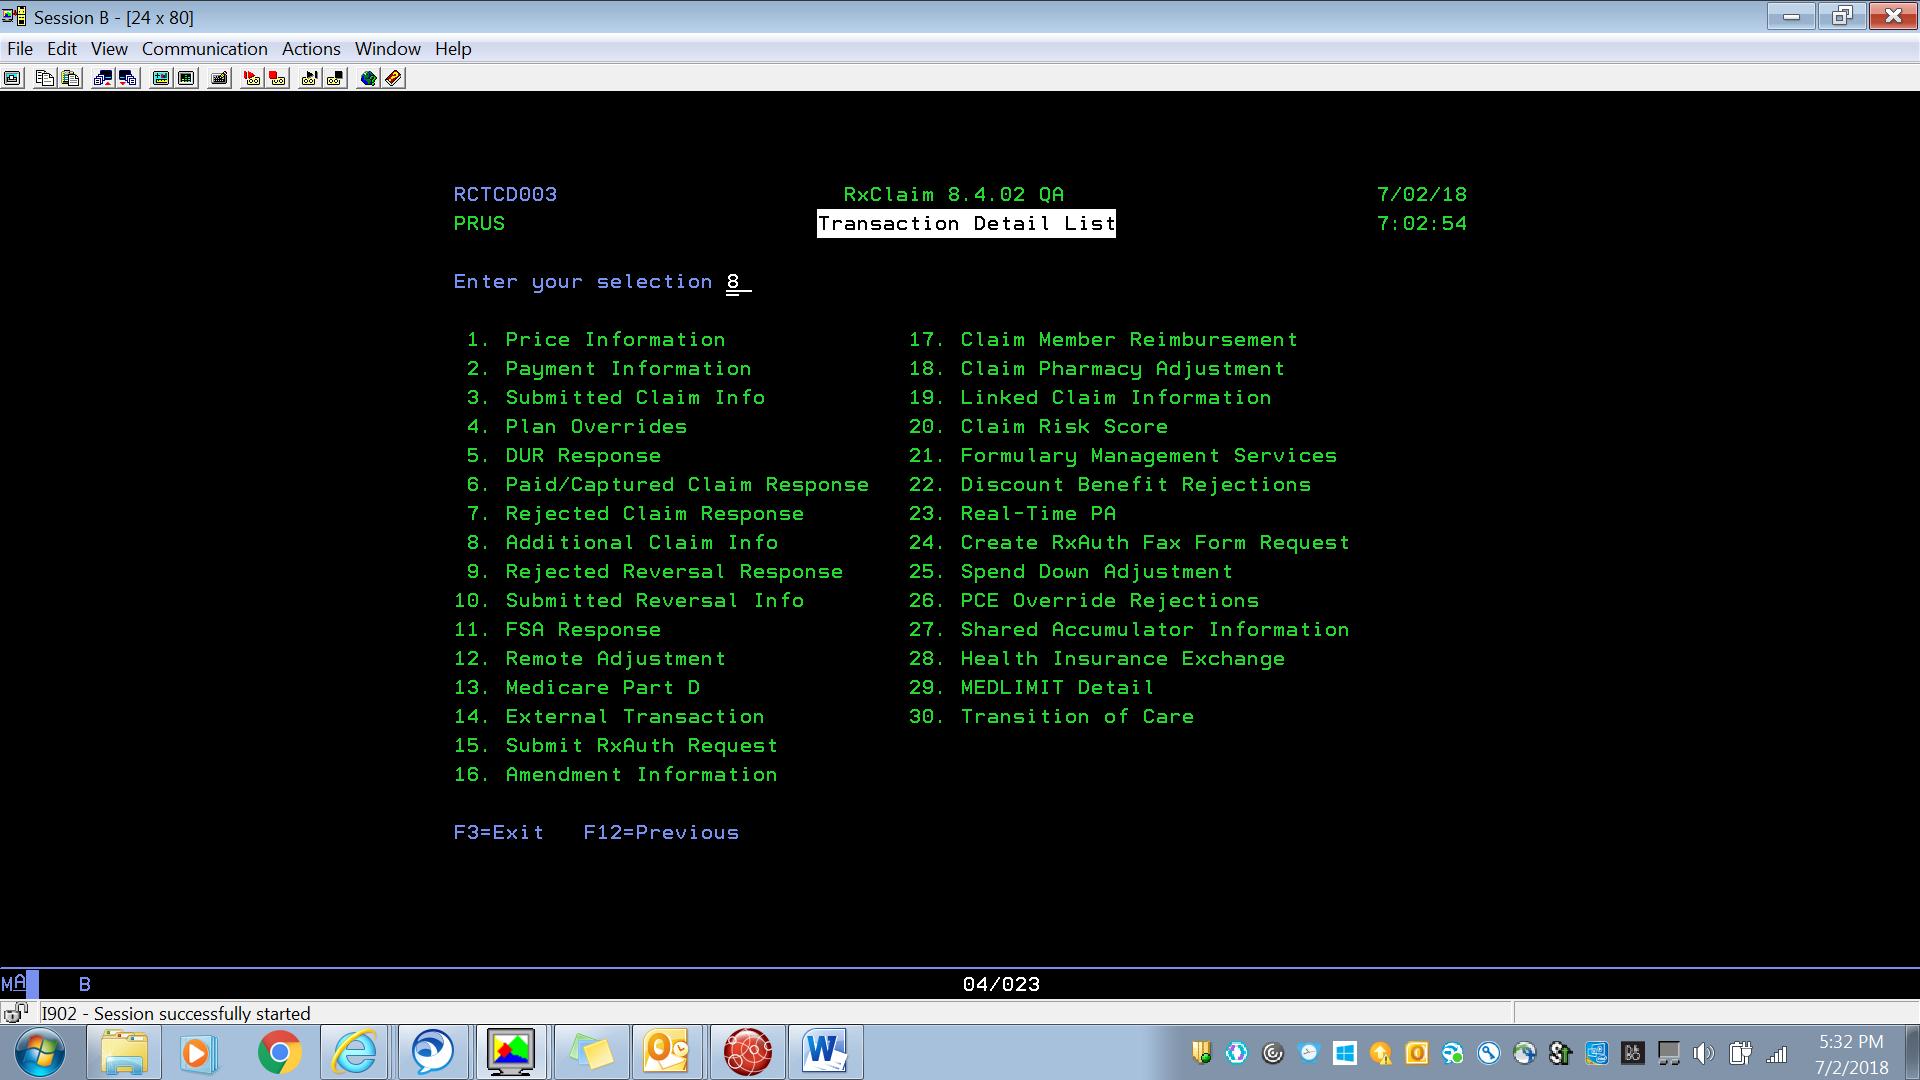 Session B - [24 x 80]
File Edit View Communication Actions Window Help
RCTCD003 RxClaim 8.4.02 QA 7/02/18
PRUS Transaction Detail List 7:02:54
Enter your selection 8
1. Price Information 17. Claim Member Reimbursement
2. Payment Information 18. Claim Pharmacy Adjustment
3. Submitted Claim Info 19. Linked Claim Information
4. Plan Overrides 20. Claim Risk Score
5. DUR Response 21. Formulary Management Services
6. Paid/Captured Claim Response 22. Discount Benefit Rejections
7. Rejected Claim Response 23. Real-Time PA
8. Additional Claim Info 24. Create RxAuth Fax Form Request
9. Rejected Reversal Response 25. Spend Down Adjustment
10. Submitted Reversal Info 26. PCE Override Rejections
11. FSA Response 27. Shared Accumulator Information
12. Remote Adjustment 28. Health Insurance Exchange
13. Medicare Part D 29. MEDLIMIT Detail
14. External Transaction 30. Transition of Care
15. Submit RxAuth Request
16. Amendment Information
F3=Exit F12=Previous
MA B 04/023
I902 - Session successfully started
5:32 PM
7/2/2018